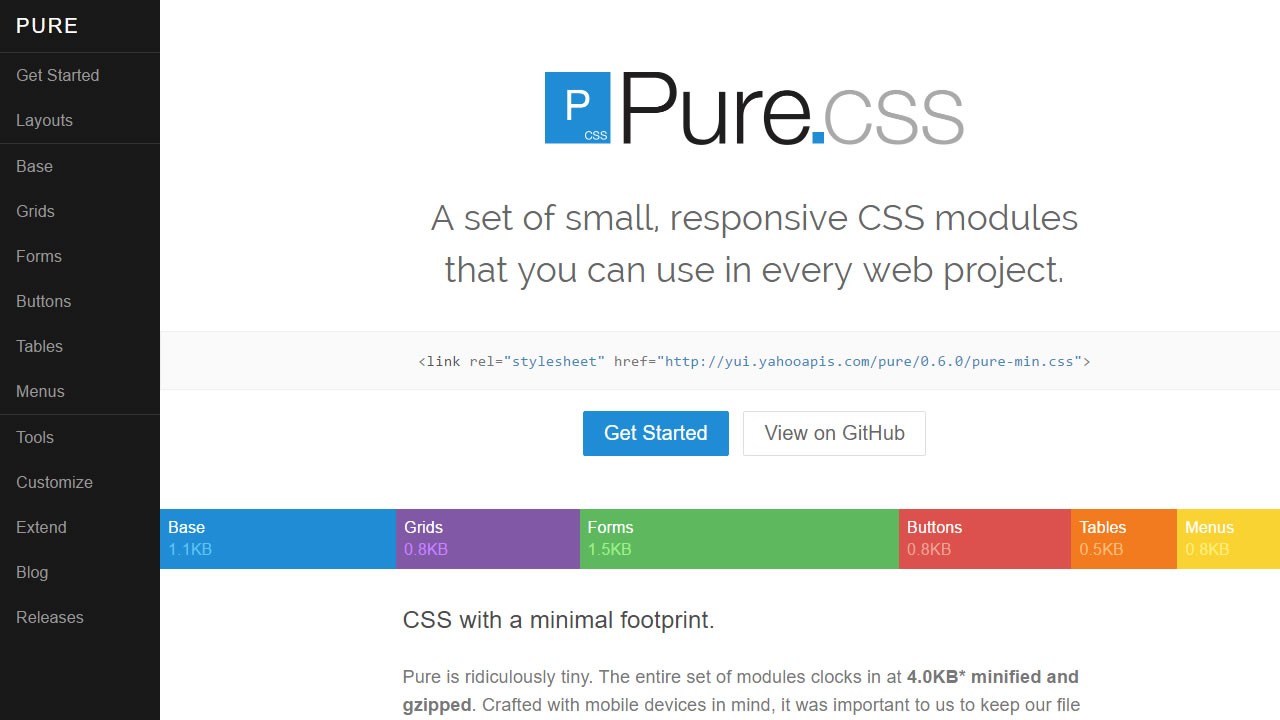 PURE
Get Started
Layouts
Base
Grids
Forms
Buttons
Tables
Menus
Tools
Customize
Extend
Blog
Releases
P
CSS
Pure.css
A set of small, responsive CSS modules
that you can use in every web project.
<link rel="stylesheet" href="http://yui.yahooapis.com/pure/0.6.0/pure-min.css">
Get Started
View on GitHub
Base
1.1KB
Grids
0.8KB
Forms
1.5KB
Buttons
0.8KB
Tables
0.5KB
Menus
0.8KB
CSS with a minimal footprint.
Pure is ridiculously tiny. The entire set of modules clocks in at 4.0KB* minified and
gzipped. Crafted with mobile devices in mind, it was important to us to keep our file